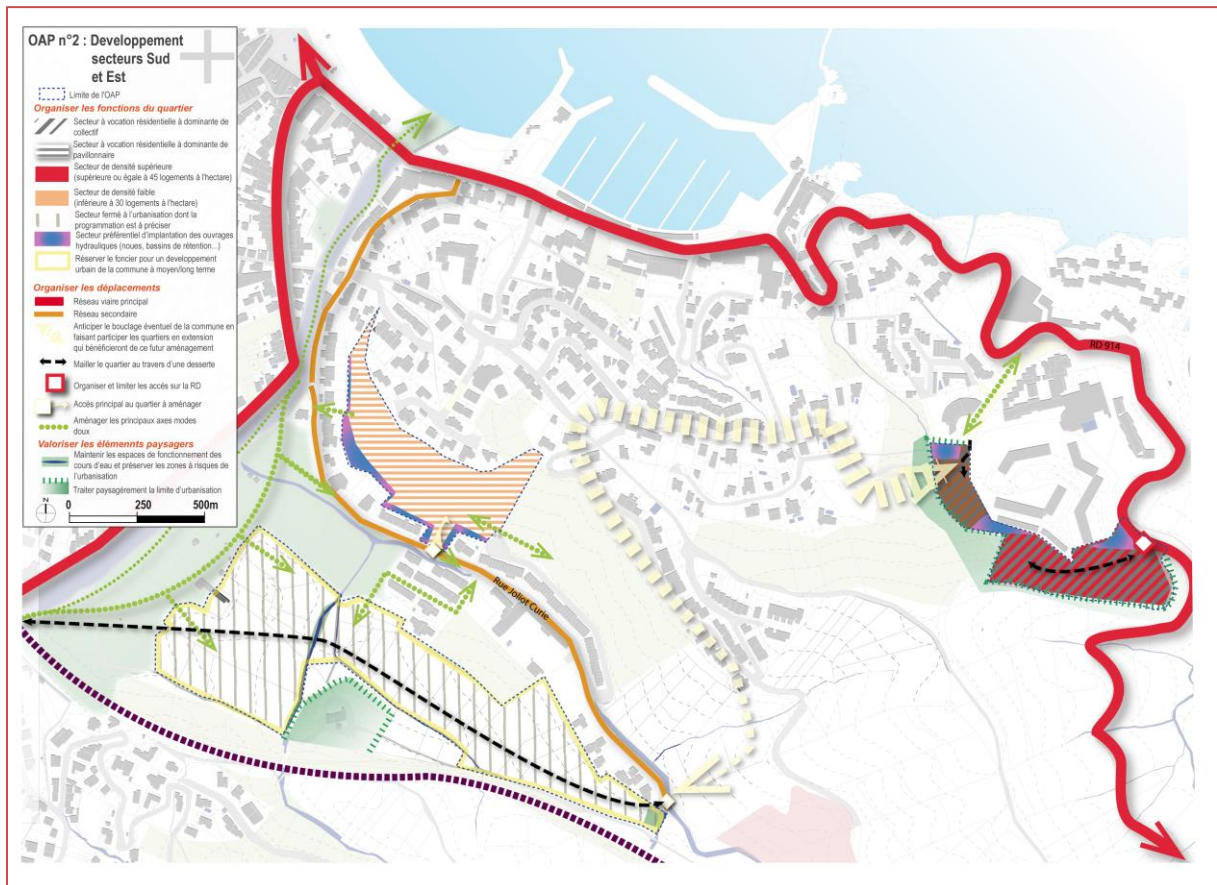 OAP n°2 : Developpement
secteurs Sud
et Est
Limite de l'OAP
Organiser les fonctions du quartier
Secteur à vocation résidentielle à dominante de
collectif
Secteur à vocation résidentielle à dominante de
pavillonnaire
Secteur de densité supérieure
(supérieure ou égale à 45 logements à l'hectare)
Secteur de densité faible
(inférieure à 30 logements à l'hectare)
Secteur fermé à l'urbanisation dont la
programmation est à préciser
Secteur préférentiel d'implantation des ouvrages
hydrauliques (noues, bassins de rétention...)
Réserver le foncier pour un developpement
urbain de la commune à moyen/long terme
Organiser les déplacements
Réseau viaire principal
Réseau secondaire
Anticiper le bouclage éventuel de la commune en
faisant participer les quartiers en extension
qui bénéficieront de ce futur aménagement
Mailler le quartier au travers d'une desserte
Organiser et limiter les accès sur la RD
Accès principal au quartier à aménager
Aménager les principaux axes modes
doux
Valoriser les élémennts paysagers
Maintenir les espaces de fonctionnement des
cours d'eau et préserver les zones à risques de
l'urbanisation
Traiter paysagérement la limite d'urbanisation
N
0 250 500m
RD 914
Rue Joliot Curie